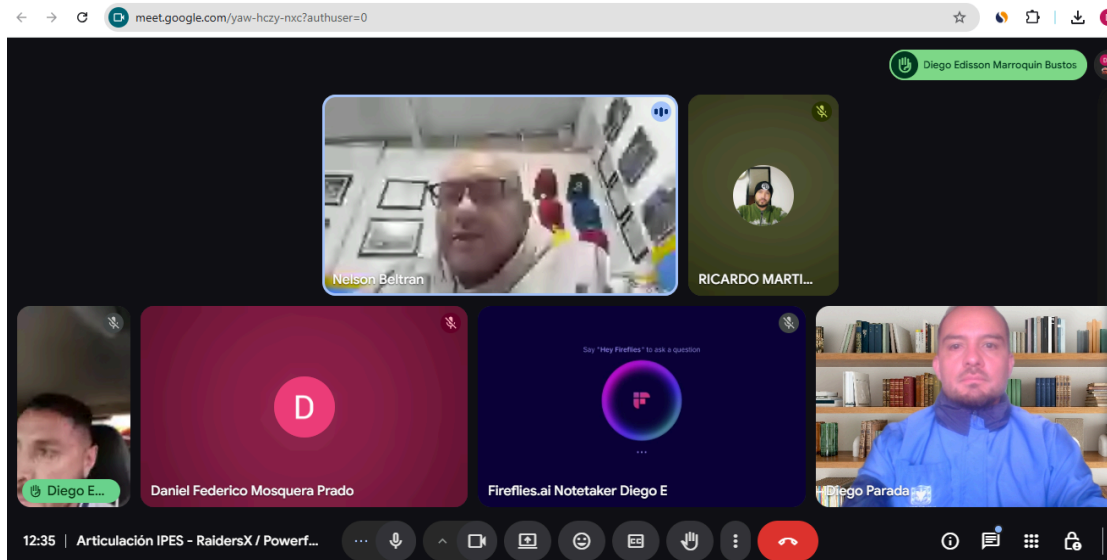 meet.google.com/yaw-hczy-nxc?authuser=0
Diego Edisson Marroquin Bustos
Nelson Beltran
RICARDO MARTI...
Diego E...
D
Daniel Federico Mosquera Prado
Say "Hey Fireflies" to ask a question
Fireflies.ai Notetaker Diego E
Diego Parada
12:35 | Articulación IPES - RaidersX / Powerf...
CC